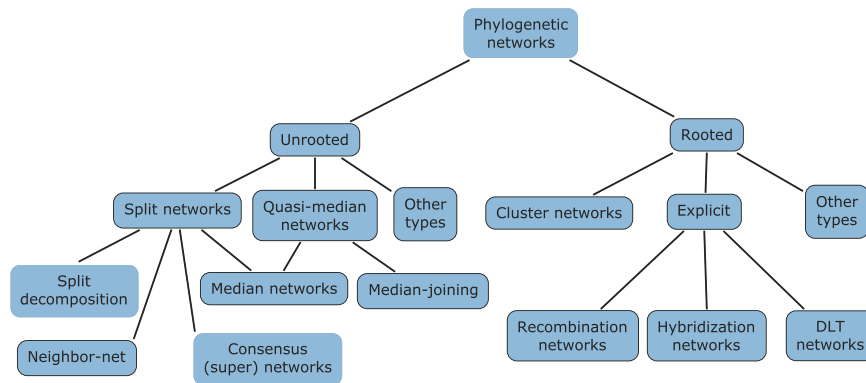 Phylogenetic
networks
Unrooted
Rooted
Split networks
Quasi-median
networks
Other
types
Cluster networks
Explicit
Other
types
Split
decomposition
Median networks
Median-joining
Neighbor-net
Consensus
(super) networks
Recombination
networks
Hybridization
networks
DLT
networks